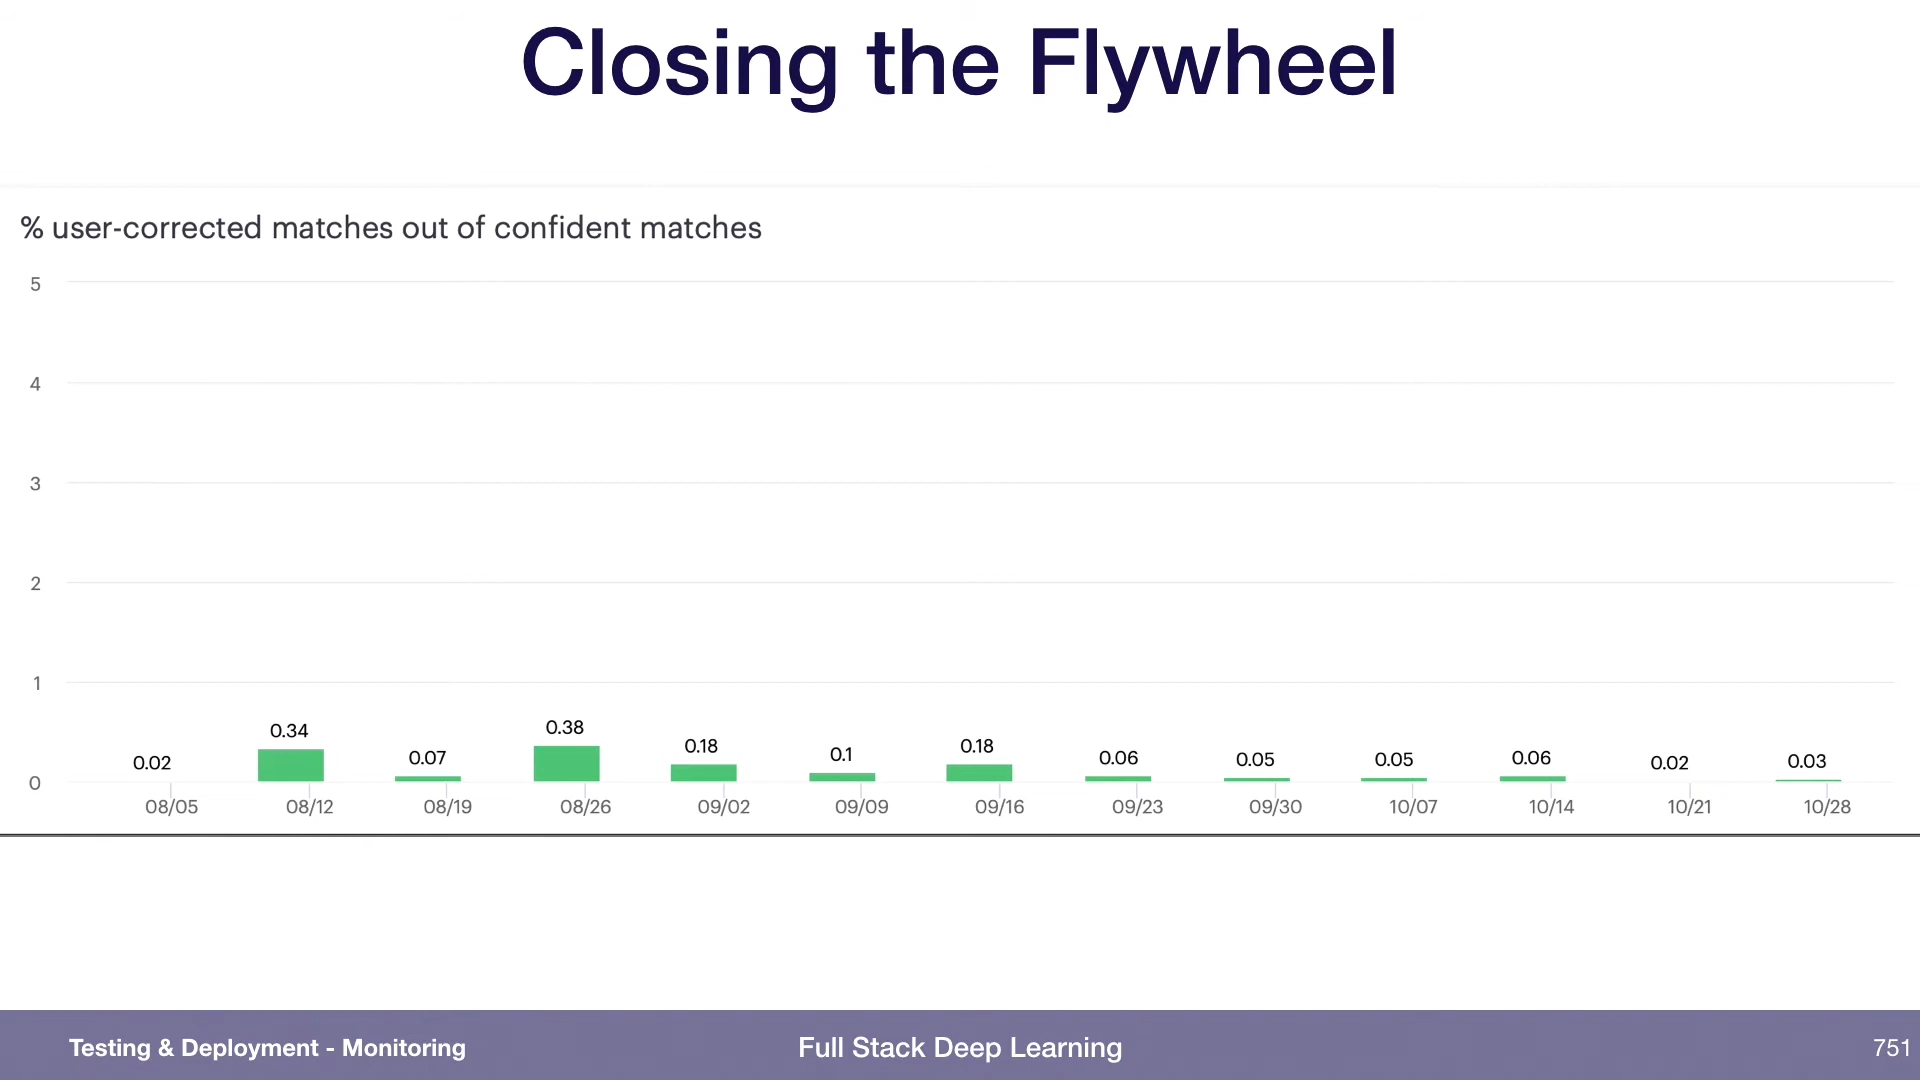 Closing the Flywheel
% user-corrected matches out of confident matches
5
4
3
2
1
0
0.02 0.34 0.07 0.38 0.18 0.1 0.18 0.06 0.05 0.05 0.06 0.02 0.03
08/05 08/12 08/19 08/26 09/02 09/09 09/16 09/23 09/30 10/07 10/14 10/21 10/28
Testing & Deployment - Monitoring Full Stack Deep Learning 751